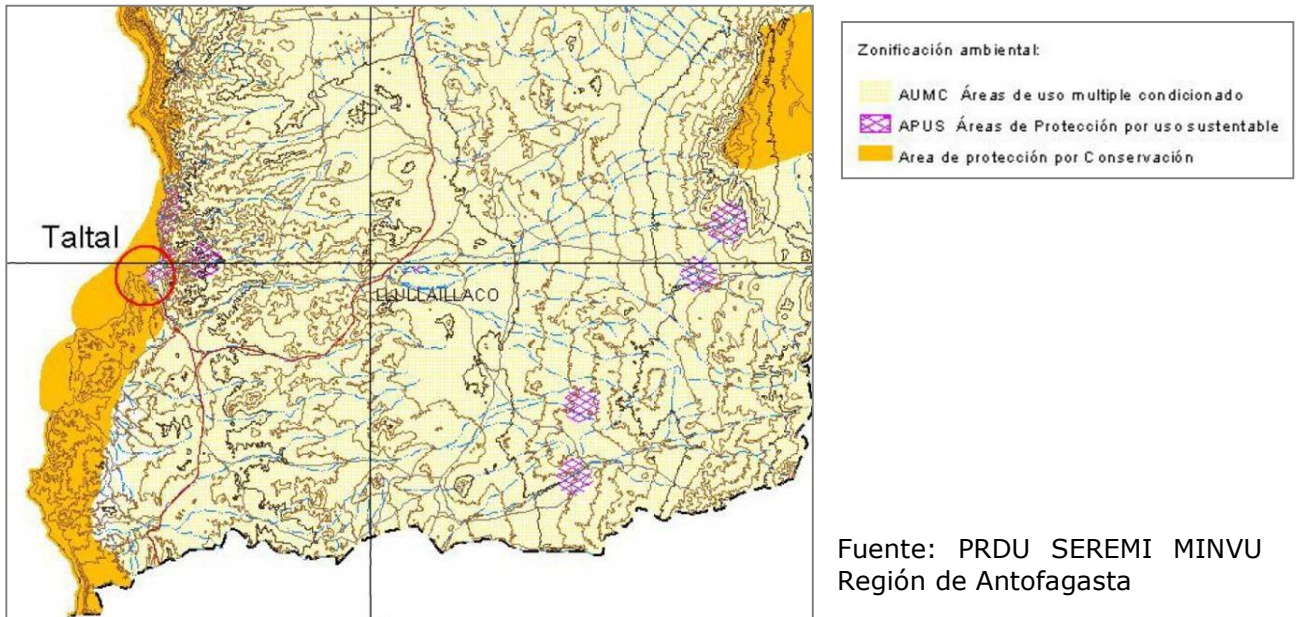 Taltal
LLULLAILLACO
Zonificación ambiental:
AUMC Áreas de uso multiple condicionado
APUS Áreas de Protección por uso sustentable
Area de protección por Conservación
Fuente: PRDU SEREMI MINVU
Región de Antofagasta